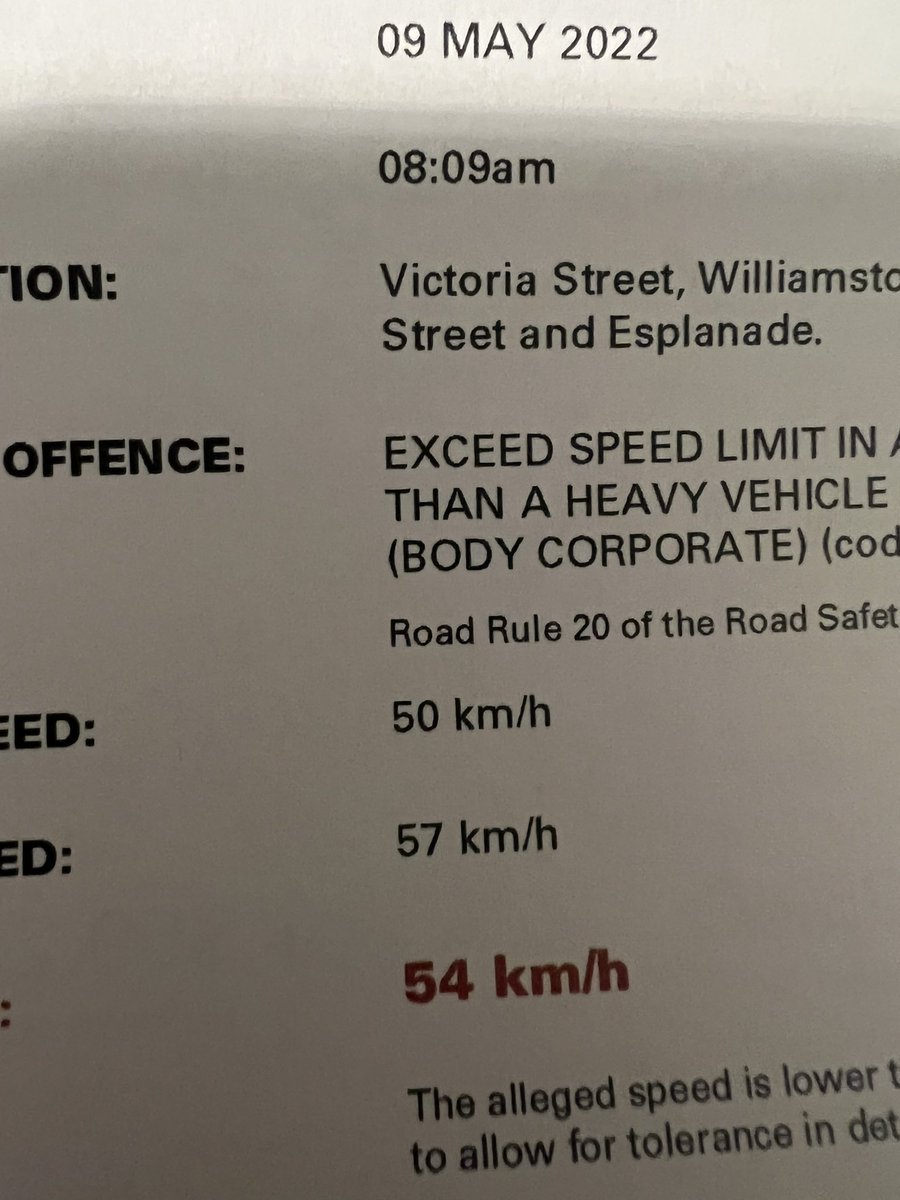 09 MAY 2022
08:09am
TION: Victoria Street, Williamsto
Street and Esplanade.
OFFENCE: EXCEED SPEED LIMIT IN A
THAN A HEAVY VEHICLE
(BODY CORPORATE) (cod
Road Rule 20 of the Road Safet
EED: 50 km/h
ED: 57 km/h
: 54 km/h
The alleged speed is lower t
to allow for tolerance in det